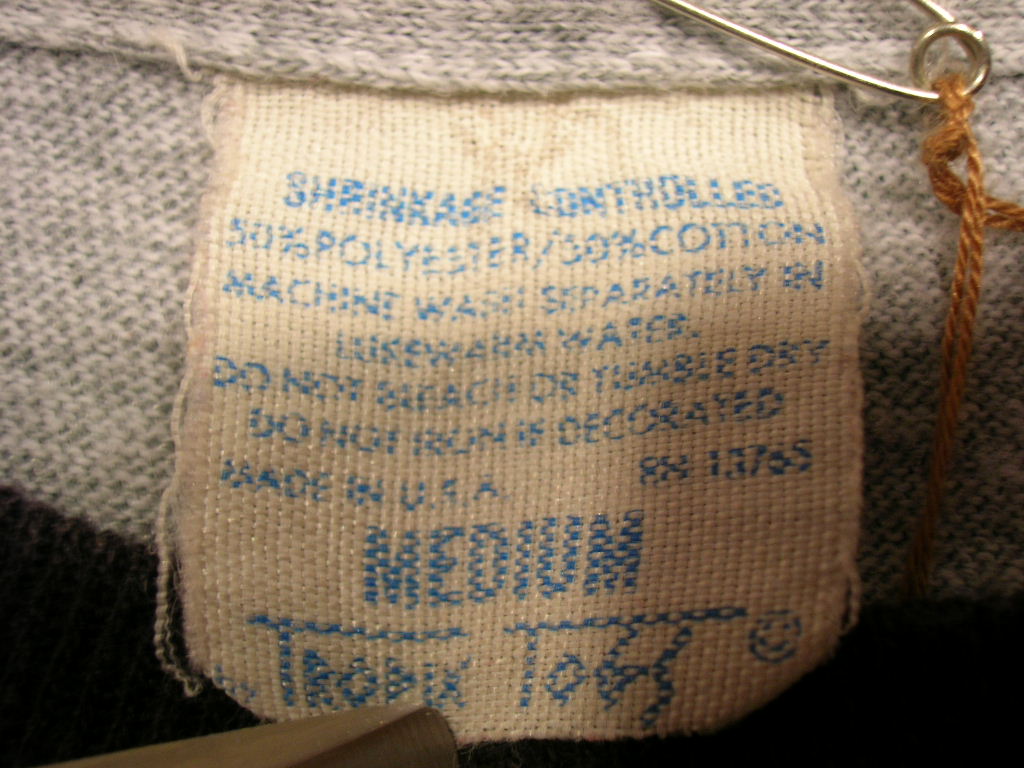 SHRINKAGE CONTROLLED
50% POLYESTER/50% COTTON
MACHINE WASH SEPARATELY IN
LUKEWARM WATER.
DO NOT BLEACH OR TUMBLE DRY
DO NOT IRON IF DECORATED
MADE IN U.S.A. RN 13765
MEDIUM
TROPIX TOGS ©